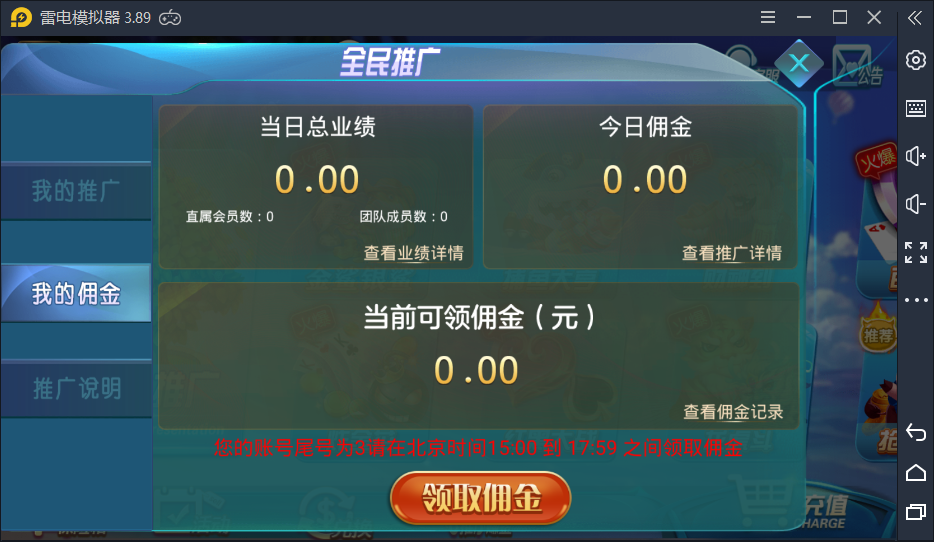 雷电模拟器 3.89
全民推广
公告
火爆
当日总业绩
今日佣金
0.00
0.00
直属会员数：0
团队成员数：0
查看业绩详情
查看推广详情
我的推广
我的佣金
推广说明
当前可领佣金（元）
0.00
查看佣金记录
推荐
您的账号尾号为3请在北京时间15:00 到 17:59 之间领取佣金
领取佣金
充值